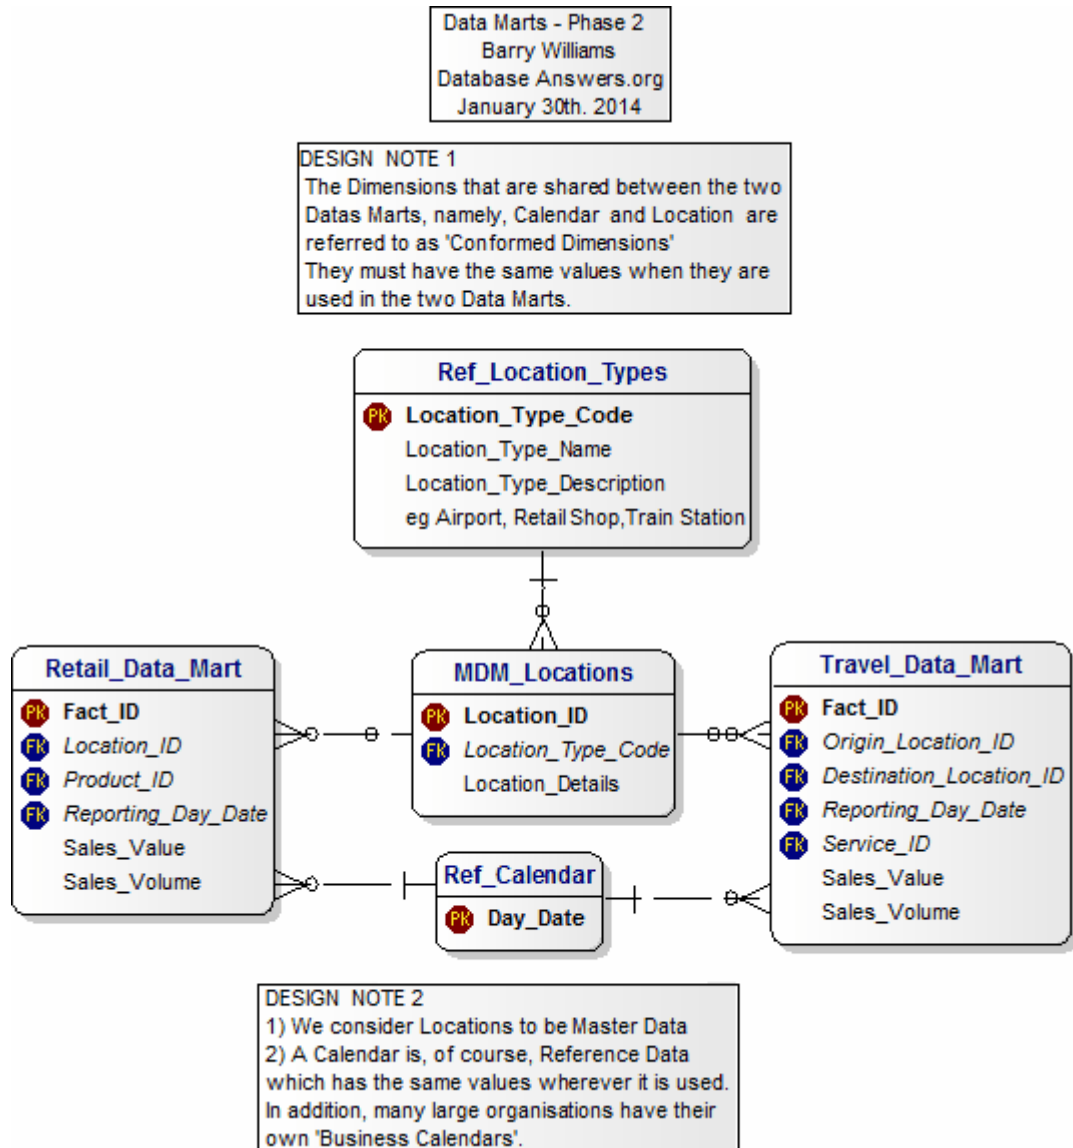 Data Marts - Phase 2
Barry Williams
Database Answers.org
January 30th. 2014
DESIGN NOTE 1
The Dimensions that are shared between the two
Datas Marts, namely, Calendar and Location are
referred to as 'Conformed Dimensions'
They must have the same values when they are
used in the two Data Marts.
Ref_Location_Types
PK Location_Type_Code
Location_Type_Name
Location_Type_Description
eg Airport, Retail Shop,Train Station
Retail_Data_Mart
PK Fact_ID
FK Location_ID
FK Product_ID
FK Reporting_Day_Date
Sales_Value
Sales_Volume
MDM_Locations
PK Location_ID
FK Location_Type_Code
Location_Details
Travel_Data_Mart
PK Fact_ID
FK Origin_Location_ID
FK Destination_Location_ID
FK Reporting_Day_Date
FK Service_ID
Sales_Value
Sales_Volume
Ref_Calendar
PK Day_Date
DESIGN NOTE 2
1) We consider Locations to be Master Data
2) A Calendar is, of course, Reference Data
which has the same values wherever it is used.
In addition, many large organisations have their
own 'Business Calendars'.